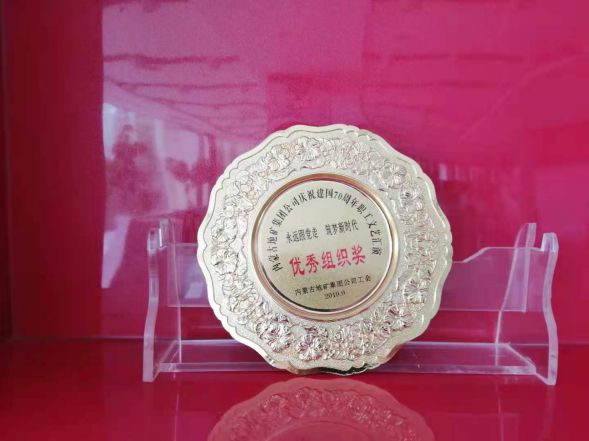 内蒙古地矿集团公司庆祝建国70周年职工文艺汇演
永远跟党走 筑梦新时代
优秀组织奖
内蒙古地矿集团公司工会
2019.9